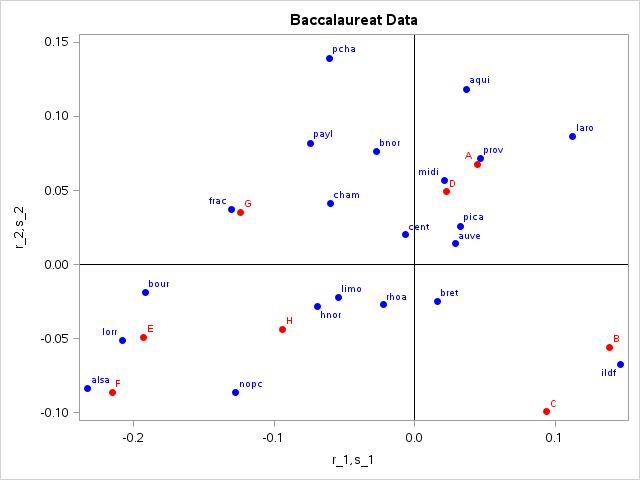 Baccalaureat Data
0.15
pcha
aqui
0.10
laro
payl
bnor
prov
A
midi
D
0.05
cham
frac
G
pica
cent
auve
r_2,s_2
0.00
bour
limo
rhoa
bret
hnor
H
E
lorr
-0.05
B
ildf
alsa
F
nopc
C
-0.10
-0.2
-0.1
0.0
0.1
r_1,s_1